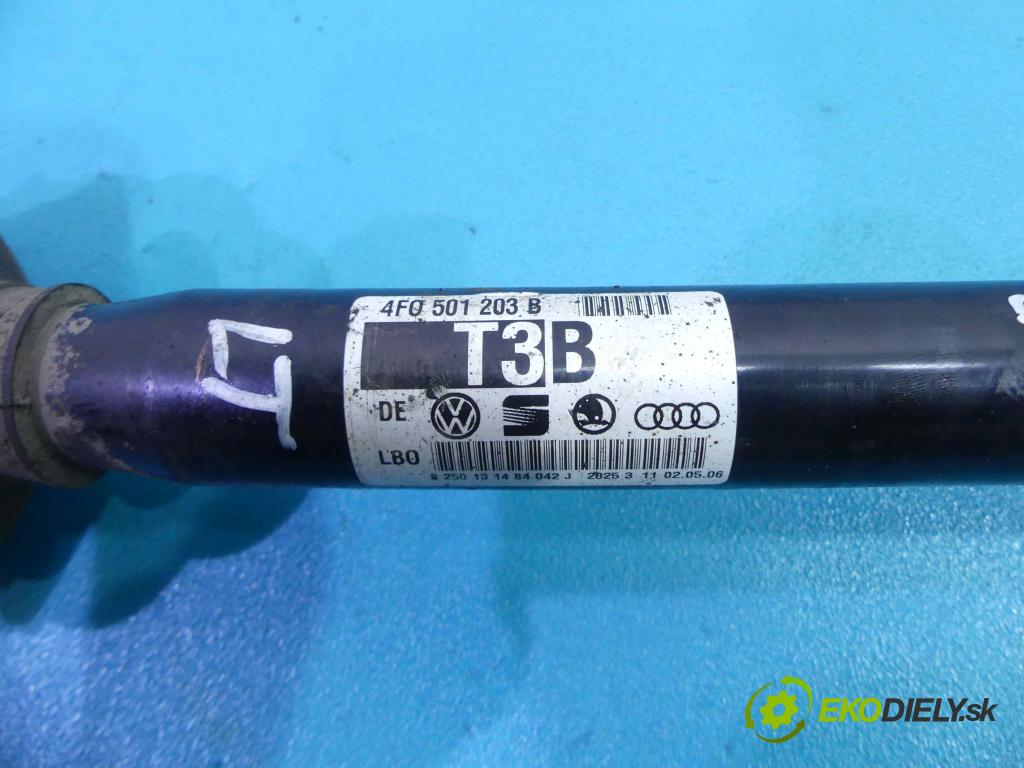 4F0 501 203 B
T3B
DE
LBO
8 250 13 14 84 042 J 2025 3 11 02.05.06
EKODIELY.sk